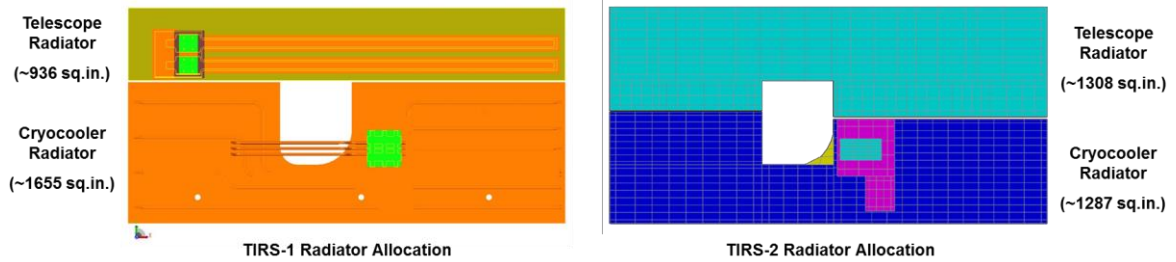 Telescope
Radiator
(~936 sq.in.)
Cryocooler
Radiator
(~1655 sq.in.)
TIRS-1 Radiator Allocation
Telescope
Radiator
(~1308 sq.in.)
Cryocooler
Radiator
(~1287 sq.in.)
TIRS-2 Radiator Allocation